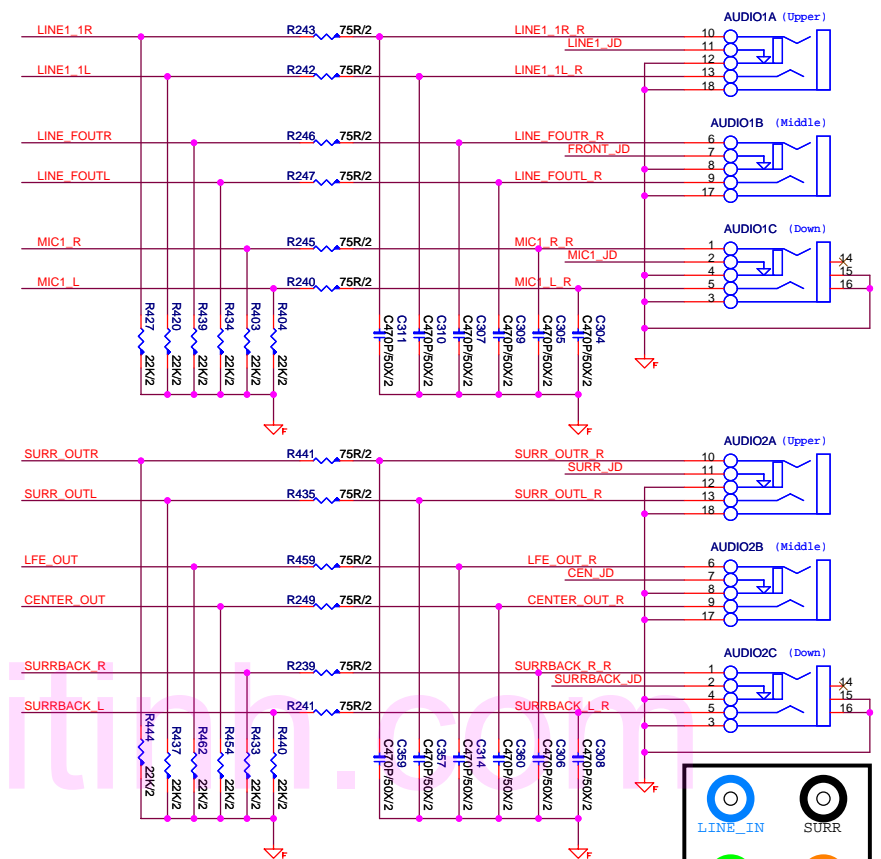 AUDIO1A (Upper)
LINE1_1R R243 75R/2 LINE1_1R_R 10
LINE1_JD 11
12
LINE1_1L R242 75R/2 LINE1_1L_R 13
18
AUDIO1B (Middle)
LINE_FOUTR R246 75R/2 LINE_FOUTR_R 6
FRONT_JD 7
8
LINE_FOUTL R247 75R/2 LINE_FOUTL_R 9
17
AUDIO1C (Down)
MIC1_R R245 75R/2 MIC1_R_R 1
MIC1_JD 2 14
4 15
MIC1_L R240 75R/2 MIC1_L_R 5 16
3
R427 22K/2
R420 22K/2
R439 22K/2
R434 22K/2
R403 22K/2
R404 22K/2
C311 C470P/50X/2
C310 C470P/50X/2
C307 C470P/50X/2
C309 C470P/50X/2
C305 C470P/50X/2
C304 C470P/50X/2
F
F
F
AUDIO2A (Upper)
SURR_OUTR R441 75R/2 SURR_OUTR_R 10
SURR_JD 11
12
SURR_OUTL R435 75R/2 SURR_OUTL_R 13
18
AUDIO2B (Middle)
LFE_OUT R459 75R/2 LFE_OUT_R 6
CEN_JD 7
8
CENTER_OUT R249 75R/2 CENTER_OUT_R 9
17
AUDIO2C (Down)
SURRBACK_R R239 75R/2 SURRBACK_R_R 1
SURRBACK_JD 2 14
4 15
SURRBACK_L R241 75R/2 SURRBACK_L_R 5 16
3
R444 22K/2
R437 22K/2
R462 22K/2
R454 22K/2
R433 22K/2
R440 22K/2
C359 C470P/50X/2
C357 C470P/50X/2
C314 C470P/50X/2
C360 C470P/50X/2
C306 C470P/50X/2
C308 C470P/50X/2
F
F
F
itinh.com
LINE_IN SURR